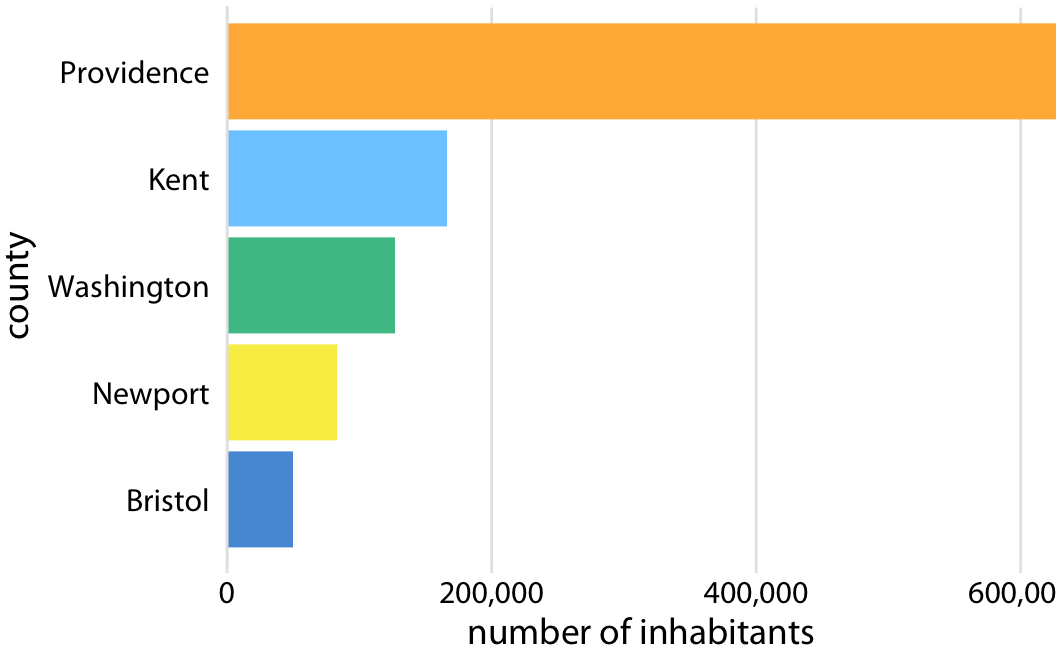 Providence
Kent
Washington
Newport
Bristol
county
0 200,000 400,000 600,00
number of inhabitants